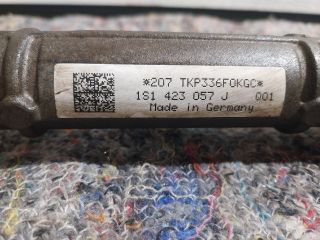 *207 TKP336F0KGC*
1S1 423 057 J 001
Made in Germany